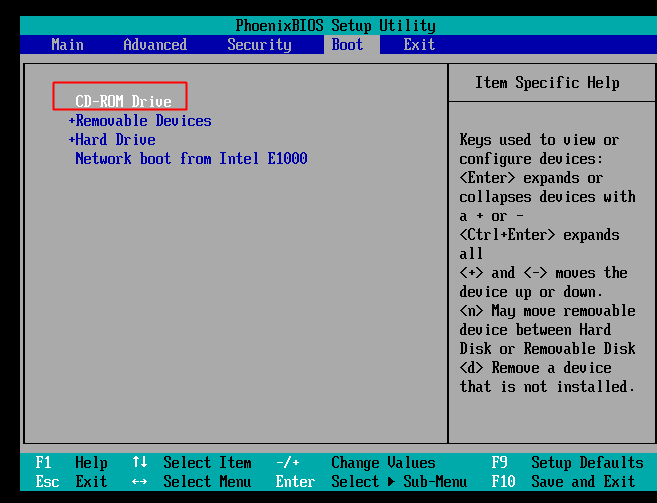 PhoenixBIOS Setup Utility
Main Advanced Security Boot Exit
CD-ROM Drive
+Removable Devices
+Hard Drive
Network boot from Intel E1000
Item Specific Help
Keys used to view or
configure devices:
<Enter> expands or
collapses devices with
a + or -
<Ctrl+Enter> expands
all
<+> and <-> moves the
device up or down.
<n> May move removable
device between Hard
Disk or Removable Disk
<d> Remove a device
that is not installed.
F1 Help ↑↓ Select Item -/+ Change Values F9 Setup Defaults
Esc Exit ↔ Select Menu Enter Select ▶ Sub-Menu F10 Save and Exit